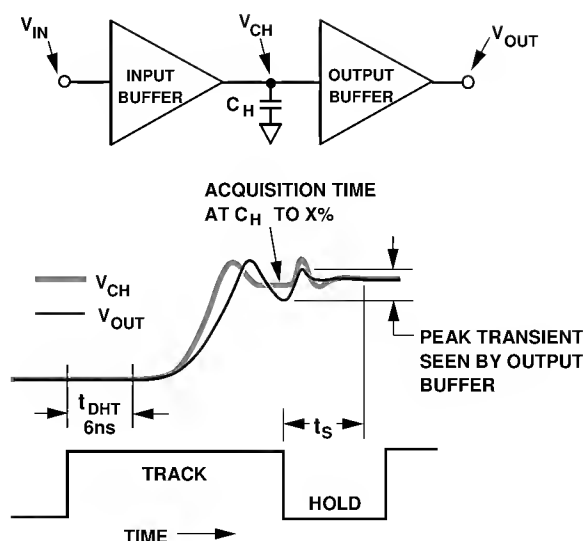 V_IN
V_CH
V_OUT
INPUT
BUFFER
OUTPUT
BUFFER
C_H
ACQUISITION TIME
AT C_H TO X%
V_CH
V_OUT
PEAK TRANSIENT
SEEN BY OUTPUT
BUFFER
t_DHT
6ns
t_S
TRACK
HOLD
TIME